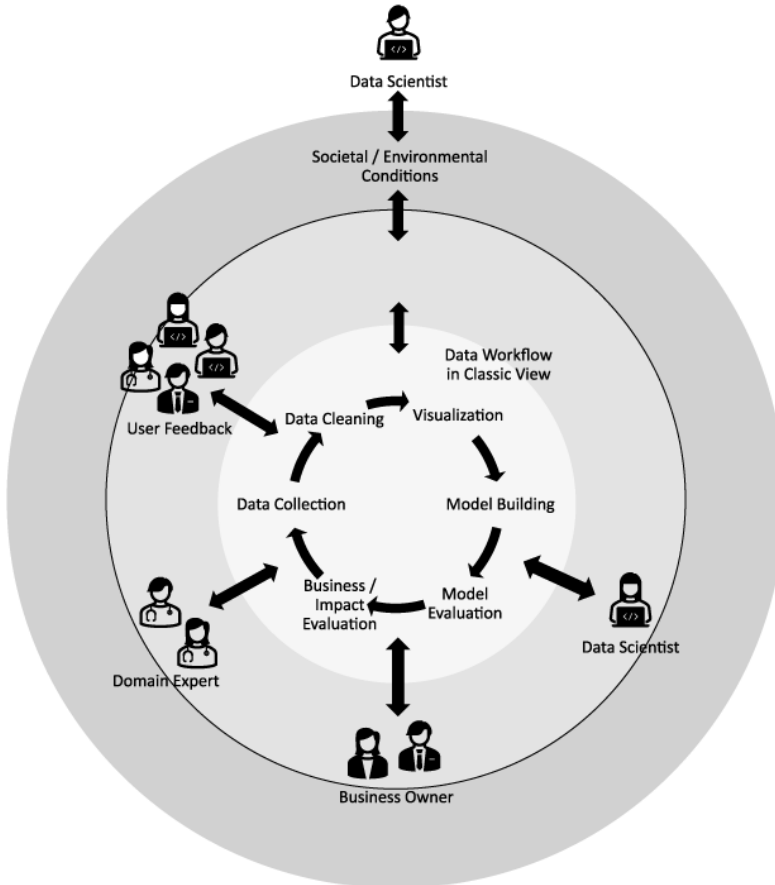 Data Scientist
Societal / Environmental
Conditions
Data Workflow
in Classic View
Data Cleaning
Visualization
User Feedback
Data Collection
Model Building
Business /
Impact
Evaluation
Model
Evaluation
Data Scientist
Domain Expert
Business Owner